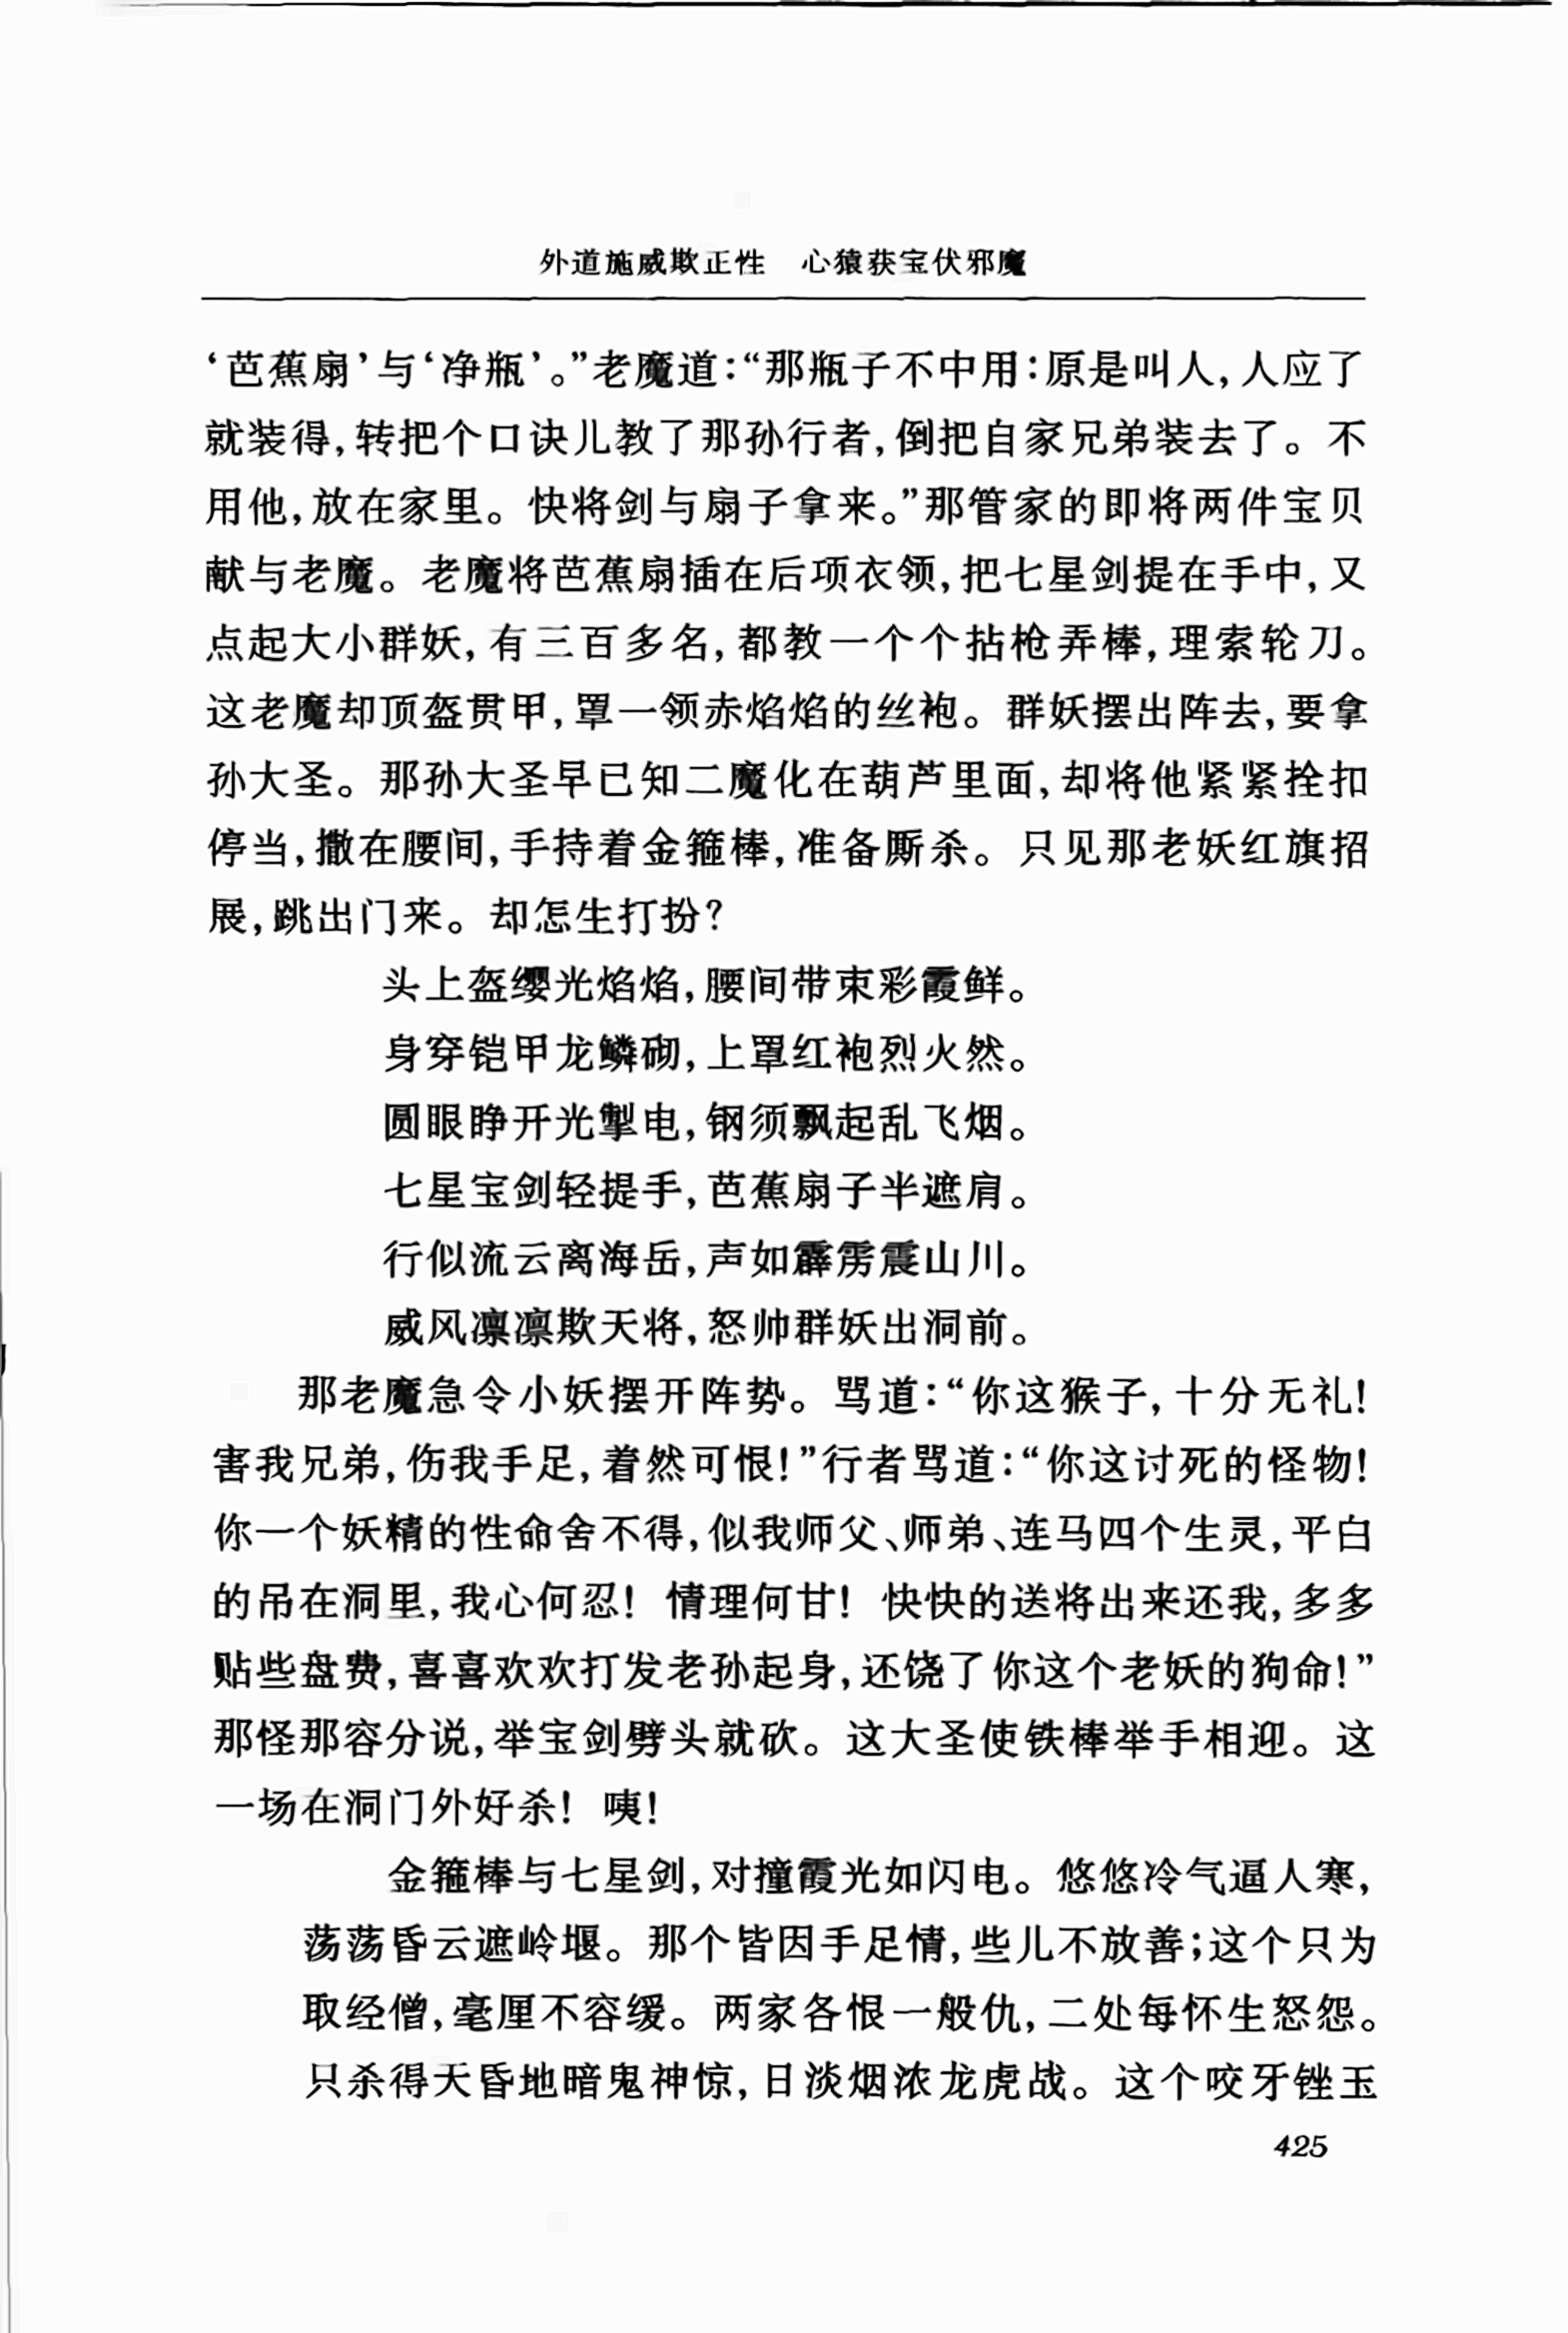 外道施威欺正性　心猿获宝伏邪魔
‘芭蕉扇’与‘净瓶’。”老魔道：“那瓶子不中用：原是叫人，人应了
就装得，转把个口诀儿教了那孙行者，倒把自家兄弟装去了。不
用他，放在家里。快将剑与扇子拿来。”那管家的即将两件宝贝
献与老魔。老魔将芭蕉扇插在后项衣领，把七星剑提在手中，又
点起大小群妖，有三百多名，都教一个个拈枪弄棒，理索轮刀。
这老魔却顶盔贯甲，罩一领赤焰焰的丝袍。群妖摆出阵去，要拿
孙大圣。那孙大圣早已知二魔化在葫芦里面，却将他紧紧拴扣
停当，撒在腰间，手持着金箍棒，准备厮杀。只见那老妖红旗招
展，跳出门来。却怎生打扮？
头上盔缨光焰焰，腰间带束彩霞鲜。
身穿铠甲龙鳞砌，上罩红袍烈火然。
圆眼睁开光掣电，钢须飘起乱飞烟。
七星宝剑轻提手，芭蕉扇子半遮肩。
行似流云离海岳，声如霹雳震山川。
威风凛凛欺天将，怒帅群妖出洞前。
那老魔急令小妖摆开阵势。骂道：“你这猴子，十分无礼！
害我兄弟，伤我手足，着然可恨！”行者骂道：“你这讨死的怪物！
你一个妖精的性命舍不得，似我师父、师弟、连马四个生灵，平白
的吊在洞里，我心何忍！情理何甘！快快的送将出来还我，多多
贴些盘费，喜喜欢欢打发老孙起身，还饶了你这个老妖的狗命！”
那怪那容分说，举宝剑劈头就砍。这大圣使铁棒举手相迎。这
一场在洞门外好杀！咦！
金箍棒与七星剑，对撞霞光如闪电。悠悠冷气逼人寒，
荡荡昏云遮岭堰。那个皆因手足情，些儿不放善；这个只为
取经僧，毫厘不容缓。两家各恨一般仇，二处每怀生怒怨。
只杀得天昏地暗鬼神惊，日淡烟浓龙虎战。这个咬牙锉玉
425